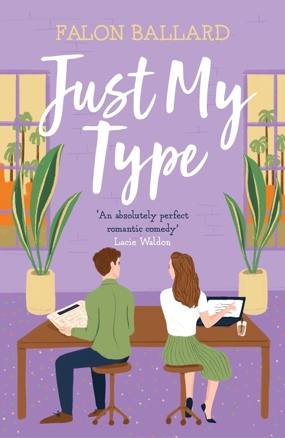 FALON BALLARD
Just My
Type
'An absolutely perfect
romantic comedy'
Lacie Waldon